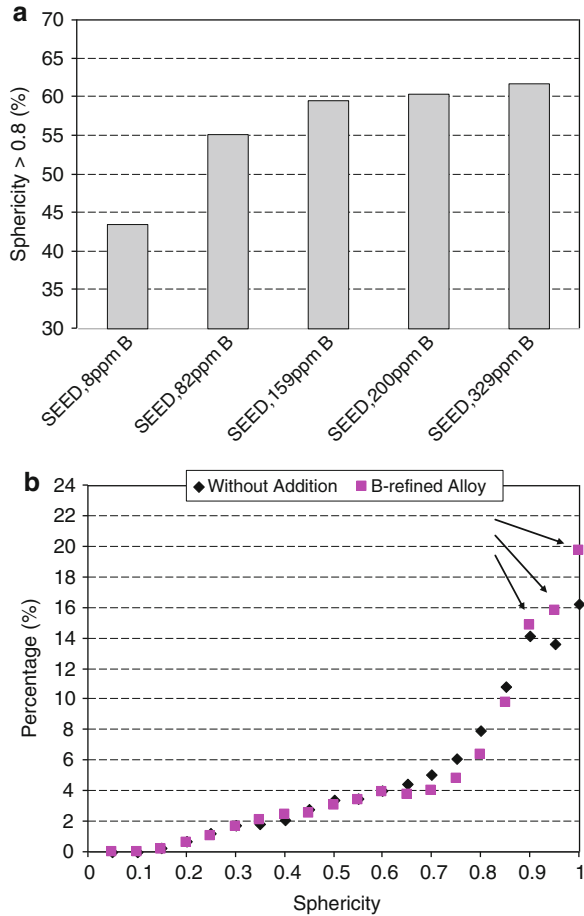 a
Sphericity > 0.8 (%)
70
65
60
55
50
45
40
35
30
SEED,8ppm B
SEED,82ppm B
SEED,159ppm B
SEED,200ppm B
SEED,329ppm B
b
Without Addition
B-refined Alloy
Percentage (%)
24
22
20
18
16
14
12
10
8
6
4
2
0
0 0.1 0.2 0.3 0.4 0.5 0.6 0.7 0.8 0.9 1
Sphericity